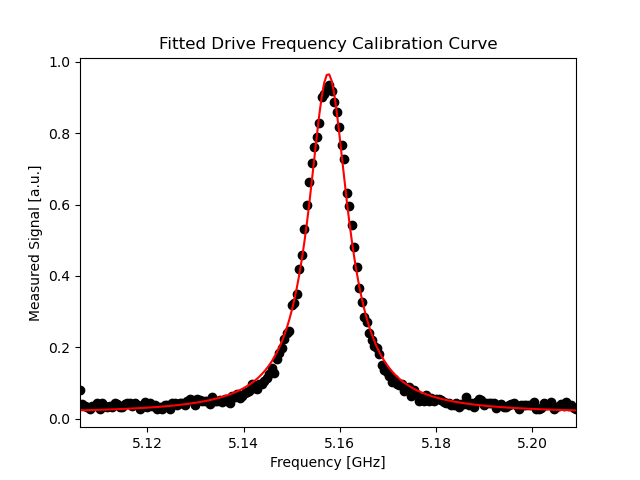 Fitted Drive Frequency Calibration Curve
1.0
0.8
0.6
0.4
0.2
0.0
Measured Signal [a.u.]
5.12 5.14 5.16 5.18 5.20
Frequency [GHz]